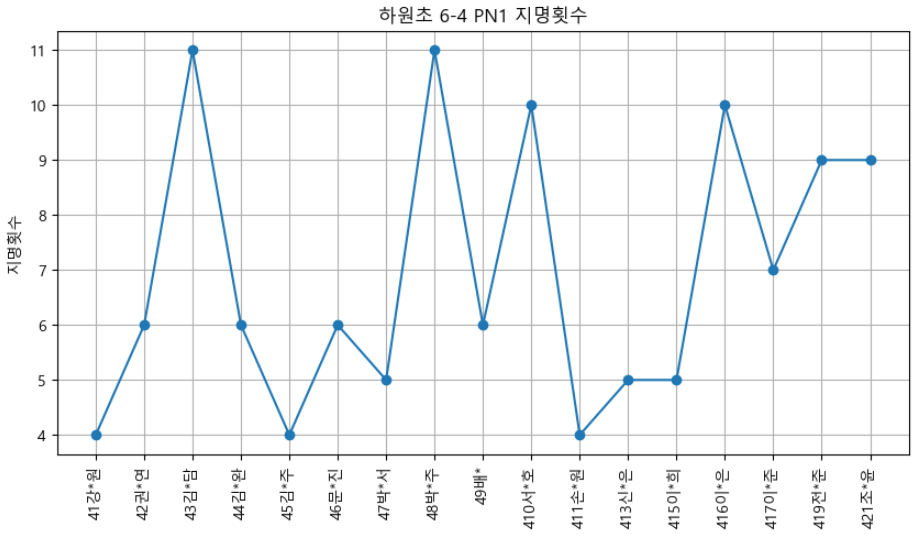 하원초 6-4 PN1 지명횟수
지명횟수
11
10
9
8
7
6
5
4
41강*원
42권*면
43김*담
44김*완
45김*주
46문*진
47박*서
48박*주
49배*
410서*호
411손*원
413신*은
415이*희
416이*은
417이*준
419전*준
421조*윤